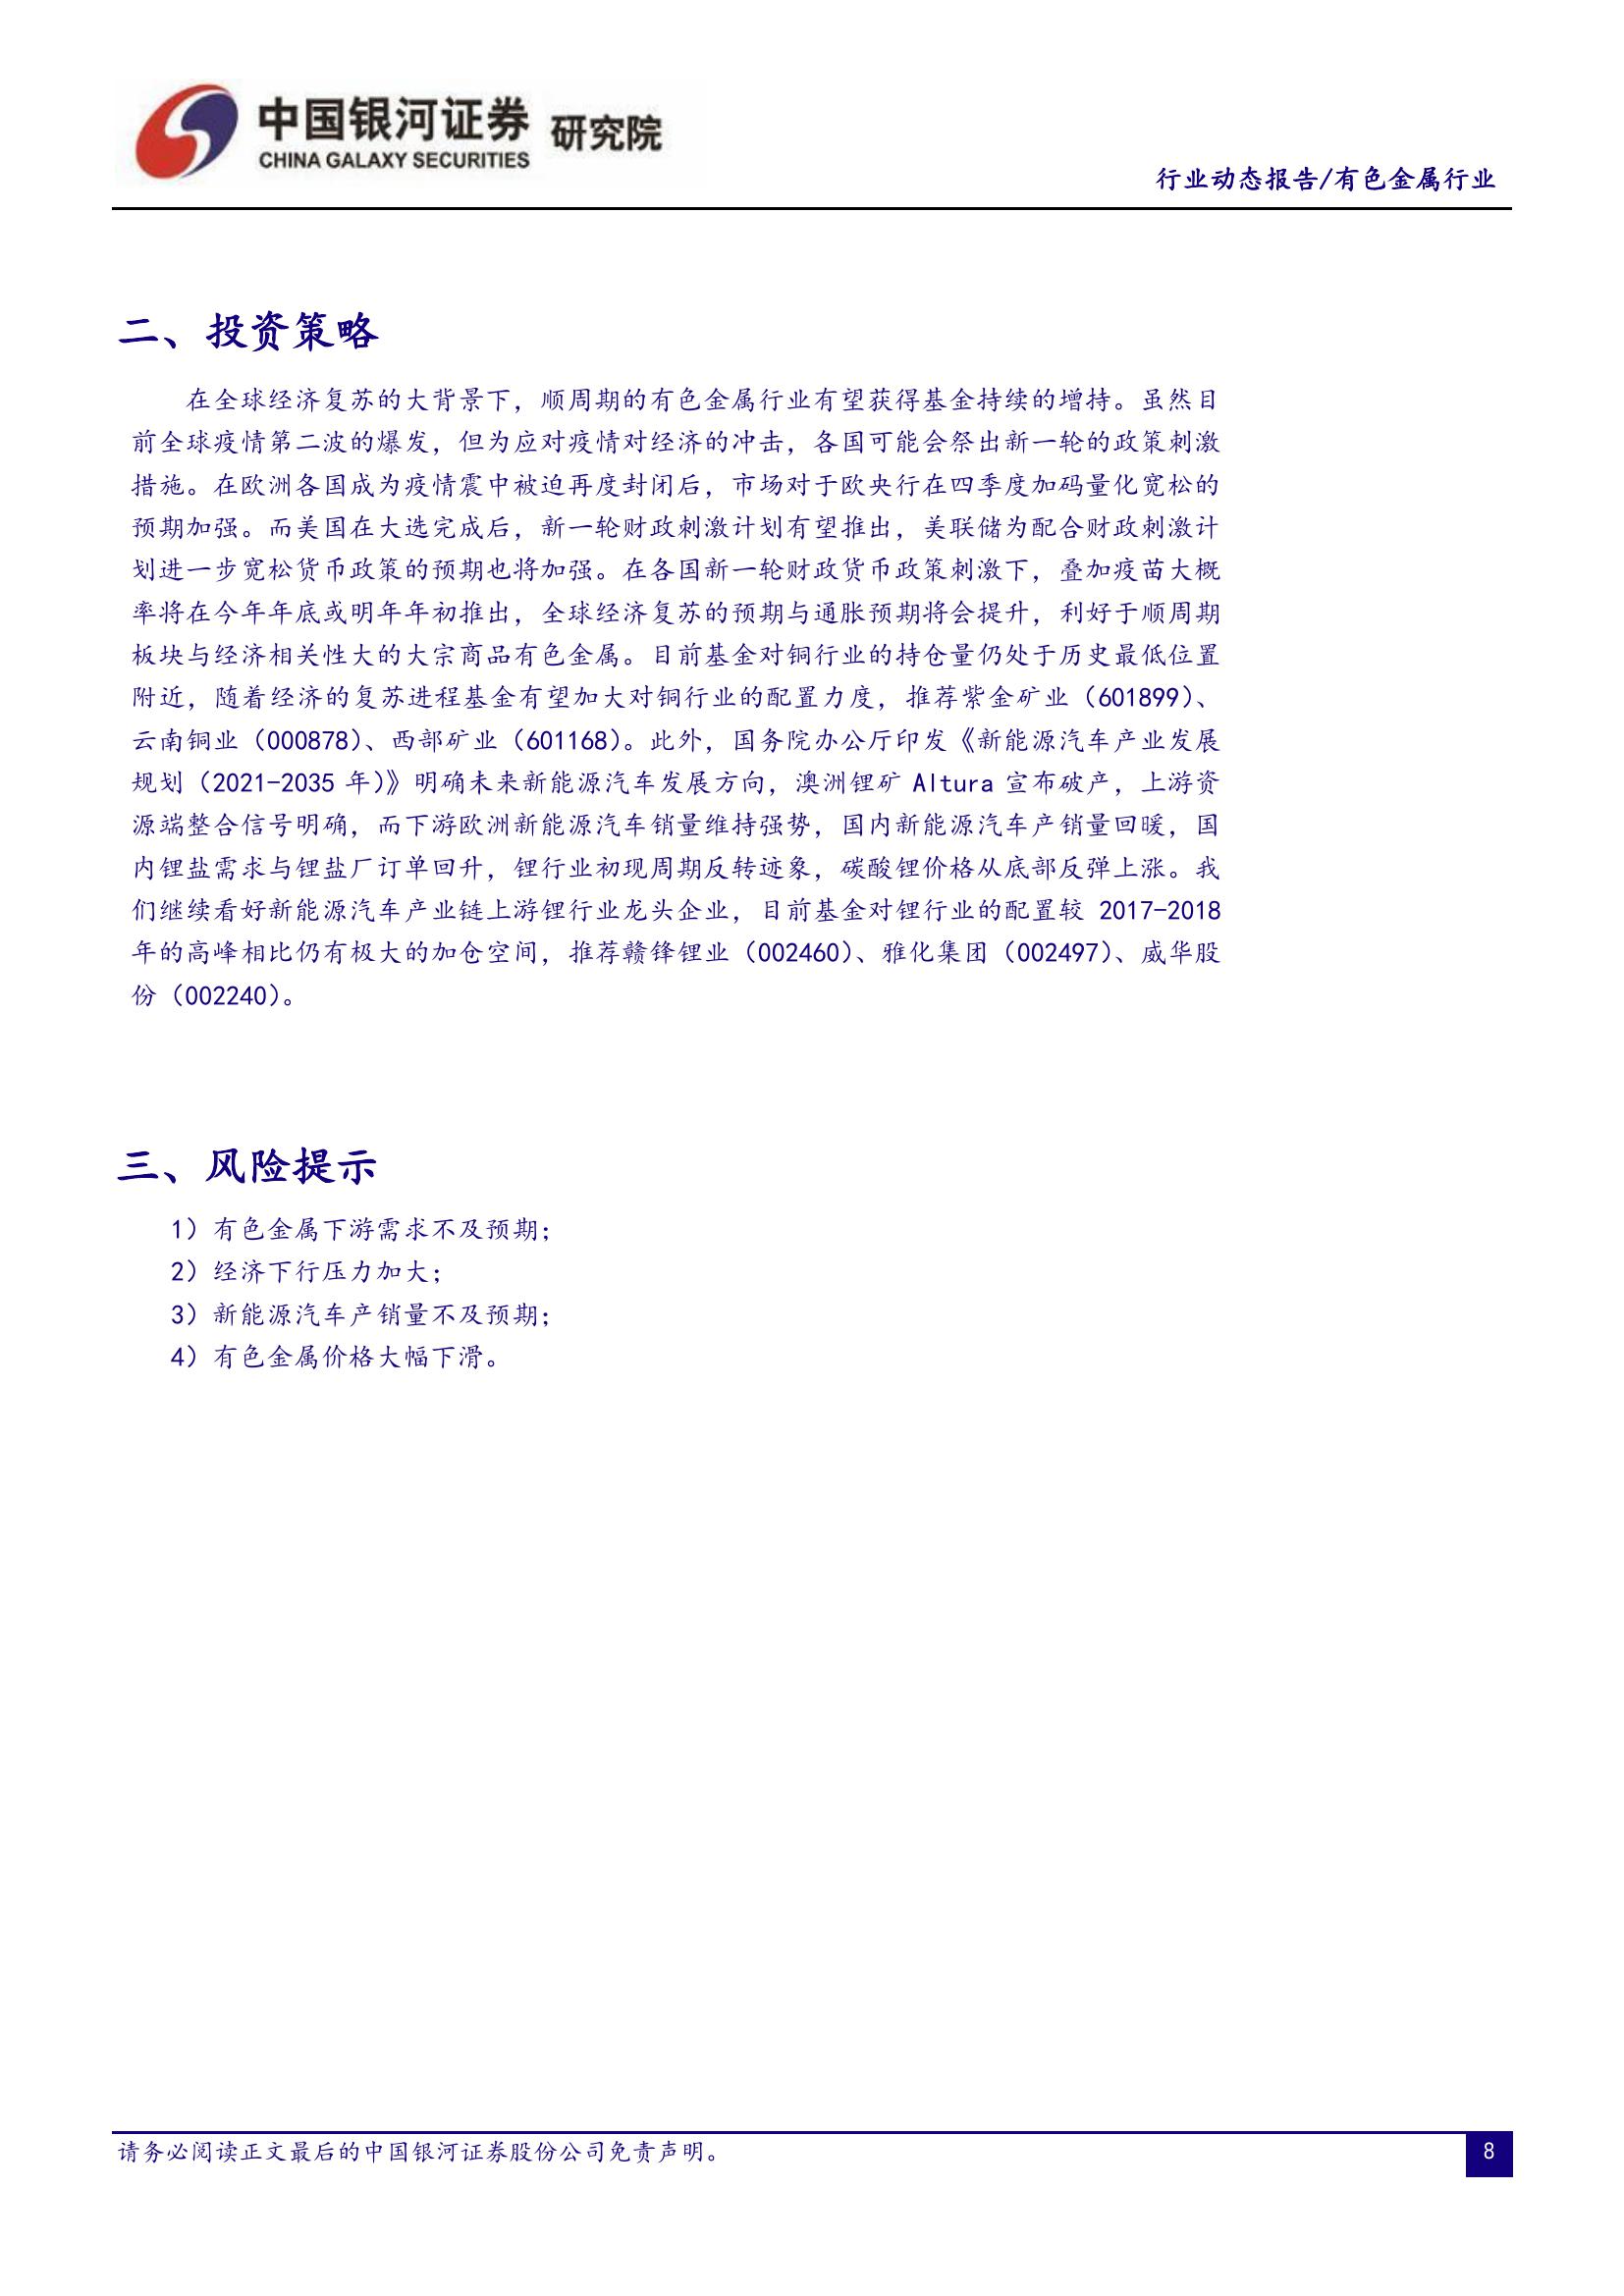 中国银河证券 研究院
CHINA GALAXY SECURITIES
行业动态报告/有色金属行业
二、投资策略
在全球经济复苏的大背景下，顺周期的有色金属行业有望获得基金持续的增持。虽然目
前全球疫情第二波的爆发，但为应对疫情对经济的冲击，各国可能会祭出新一轮的政策刺激
措施。在欧洲各国成为疫情震中被迫再度封闭后，市场对于欧央行在四季度加码量化宽松的
预期加强。而美国在大选完成后，新一轮财政刺激计划有望推出，美联储为配合财政刺激计
划进一步宽松货币政策的预期也将加强。在各国新一轮财政货币政策刺激下，叠加疫苗大概
率将在今年年底或明年年初推出，全球经济复苏的预期与通胀预期将会提升，利好于顺周期
板块与经济相关性大的大宗商品有色金属。目前基金对铜行业的持仓量仍处于历史最低位置
附近，随着经济的复苏进程基金有望加大对铜行业的配置力度，推荐紫金矿业（601899）、
云南铜业（000878）、西部矿业（601168）。此外，国务院办公厅印发《新能源汽车产业发展
规划（2021-2035 年）》明确未来新能源汽车发展方向，澳洲锂矿 Altura 宣布破产，上游资
源端整合信号明确，而下游欧洲新能源汽车销量维持强势，国内新能源汽车产销量回暖，国
内锂盐需求与锂盐厂订单回升，锂行业初现周期反转迹象，碳酸锂价格从底部反弹上涨。我
们继续看好新能源汽车产业链上游锂行业龙头企业，目前基金对锂行业的配置较 2017-2018
年的高峰相比仍有极大的加仓空间，推荐赣锋锂业（002460）、雅化集团（002497）、威华股
份（002240）。
三、风险提示
1）有色金属下游需求不及预期；
2）经济下行压力加大；
3）新能源汽车产销量不及预期；
4）有色金属价格大幅下滑。
请务必阅读正文最后的中国银河证券股份公司免责声明。
8